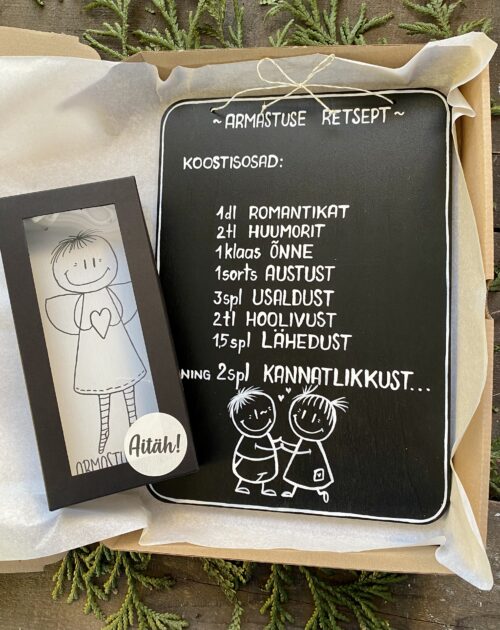 ~ ARMASTUSE RETSEPT ~
KOOSTISOSAD:
1dl ROMANTIKAT
2tl HUUMORIT
1klaas ÕNNE
1sorts AUSTUST
3spl USALDUST
2tl HOOLIVUST
15spl LÄHEDUST
NING 2spl KANNATLIKKUST...
Aitäh!